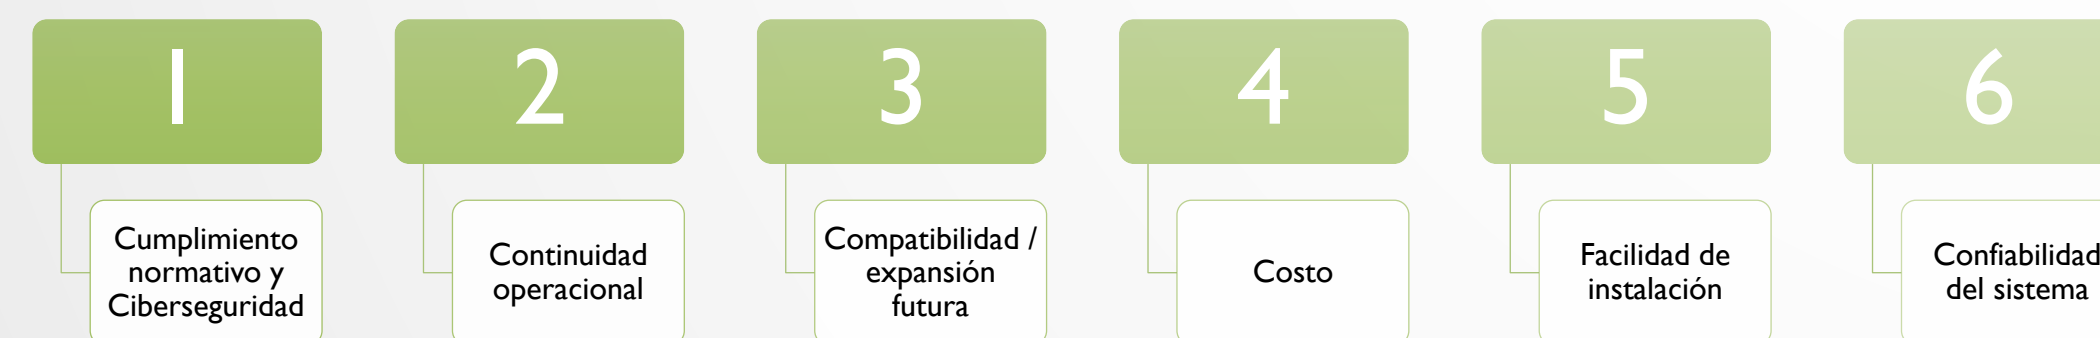 1
Cumplimiento
normativo y
Ciberseguridad
2
Continuidad
operacional
3
Compatibilidad /
expansión
futura
4
Costo
5
Facilidad de
instalación
6
Confiabilidad
del sistema